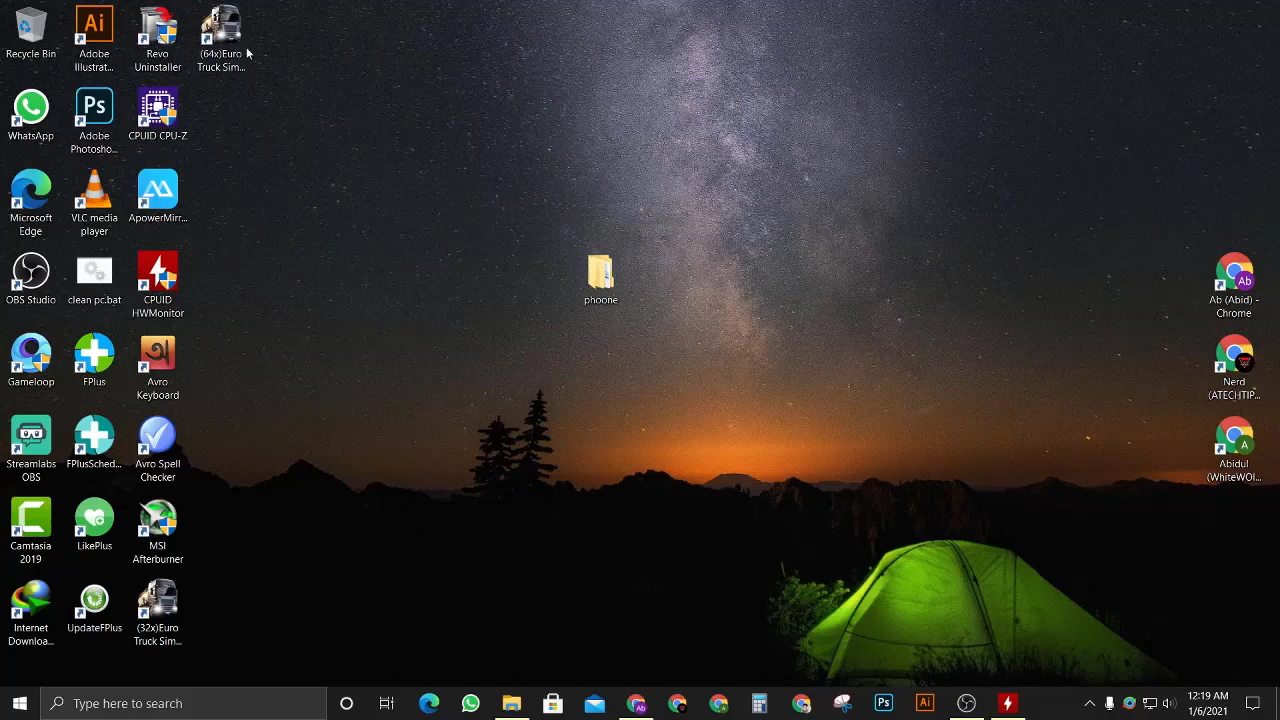 Recycle Bin
Adobe
Illustrat...
Revo
Uninstaller
(64x)Euro
Truck Sim...
WhatsApp
Adobe
Photosho...
CPUID CPU-Z
Microsoft
Edge
VLC media
player
ApowerMirr...
OBS Studio
clean pc.bat
CPUID
HWMonitor
phoone
Ab (Abid) -
Chrome
Gameloop
FPlus
Avro
Keyboard
Nerd
(ATECHTIP...
Streamlabs
OBS
FPlusSched...
Avro Spell
Checker
Abidul
(WhiteWOl...
Camtasia
2019
LikePlus
MSI
Afterburner
Internet
Downloa...
UpdateFPlus
(32x)Euro
Truck Sim...
Type here to search
12:19 AM
1/6/2021